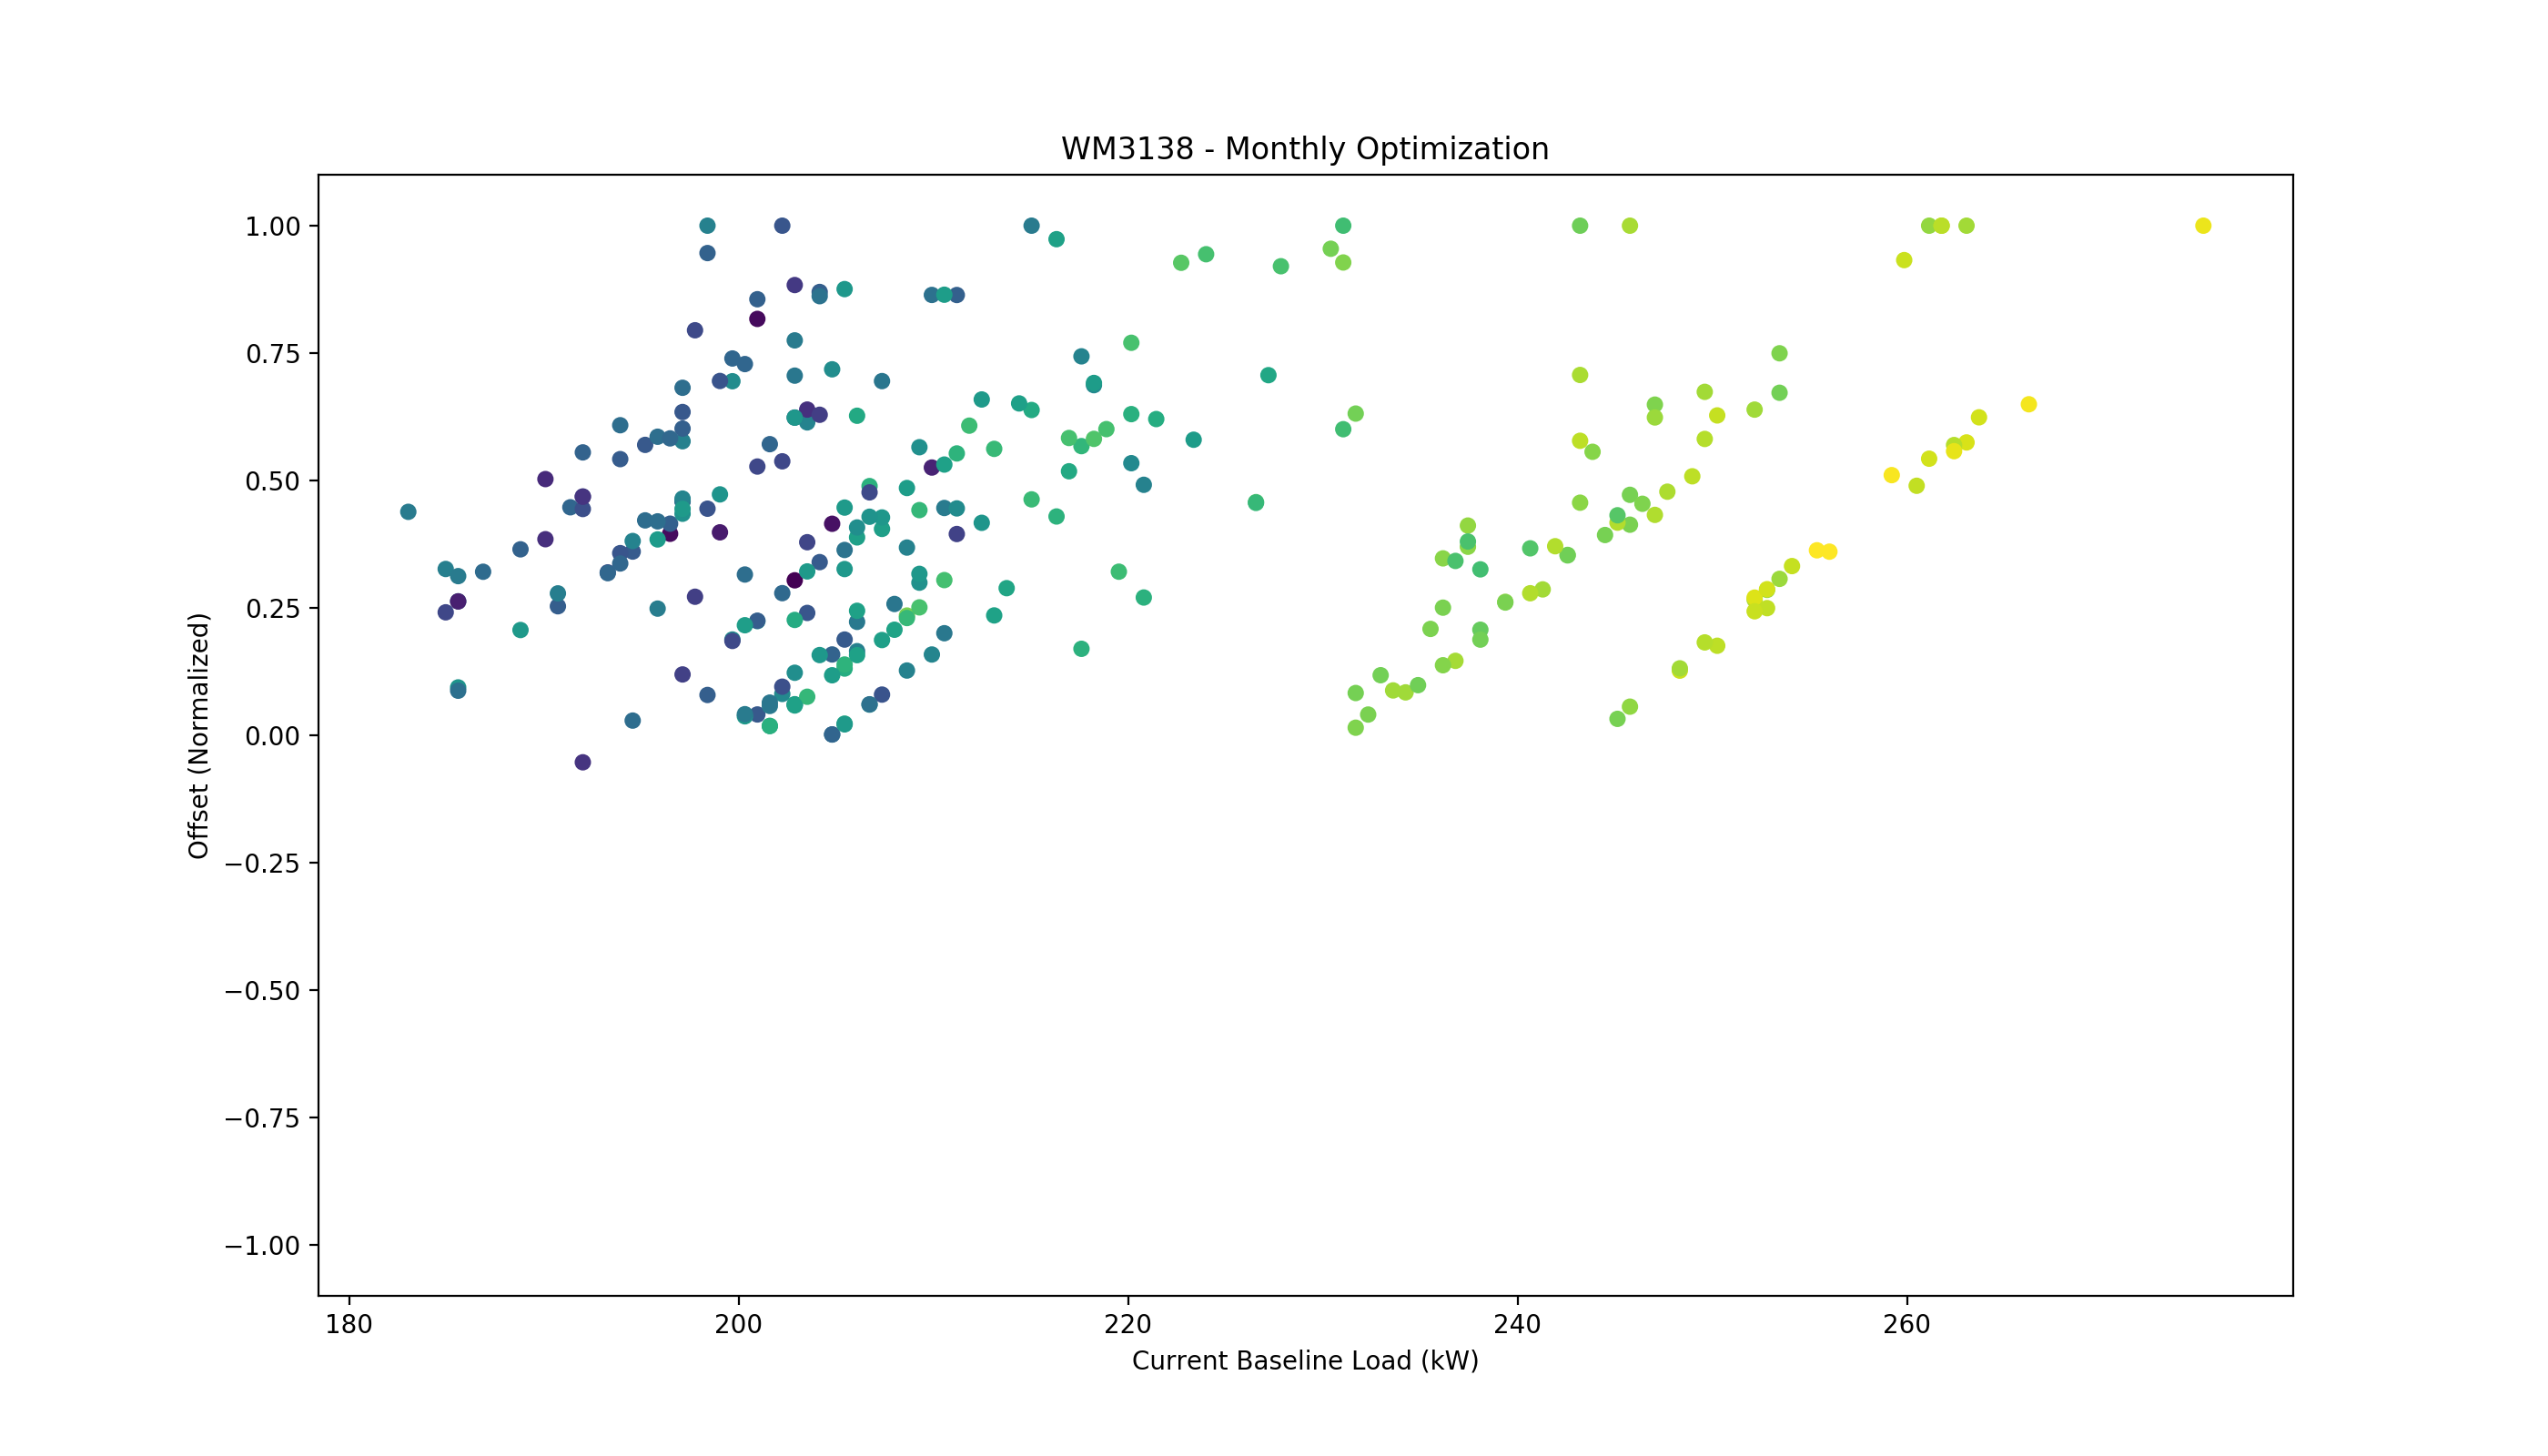 WM3138 - Monthly Optimization
1.00
0.75
0.50
0.25
0.00
−0.25
−0.50
−0.75
−1.00
Offset (Normalized)
180 200 220 240 260
Current Baseline Load (kW)